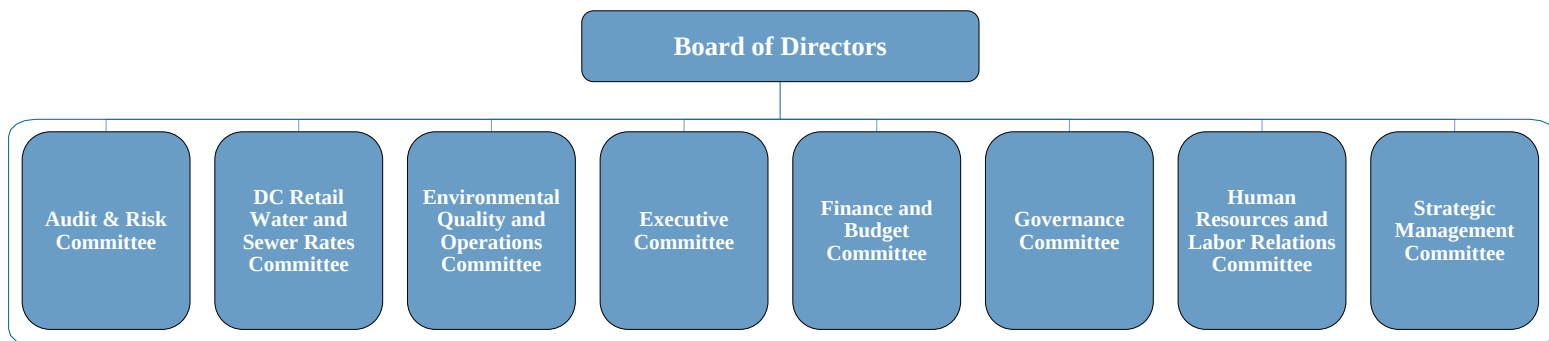 Board of Directors
Audit & Risk
Committee
DC Retail
Water and
Sewer Rates
Committee
Environmental
Quality and
Operations
Committee
Executive
Committee
Finance and
Budget
Committee
Governance
Committee
Human
Resources and
Labor Relations
Committee
Strategic
Management
Committee